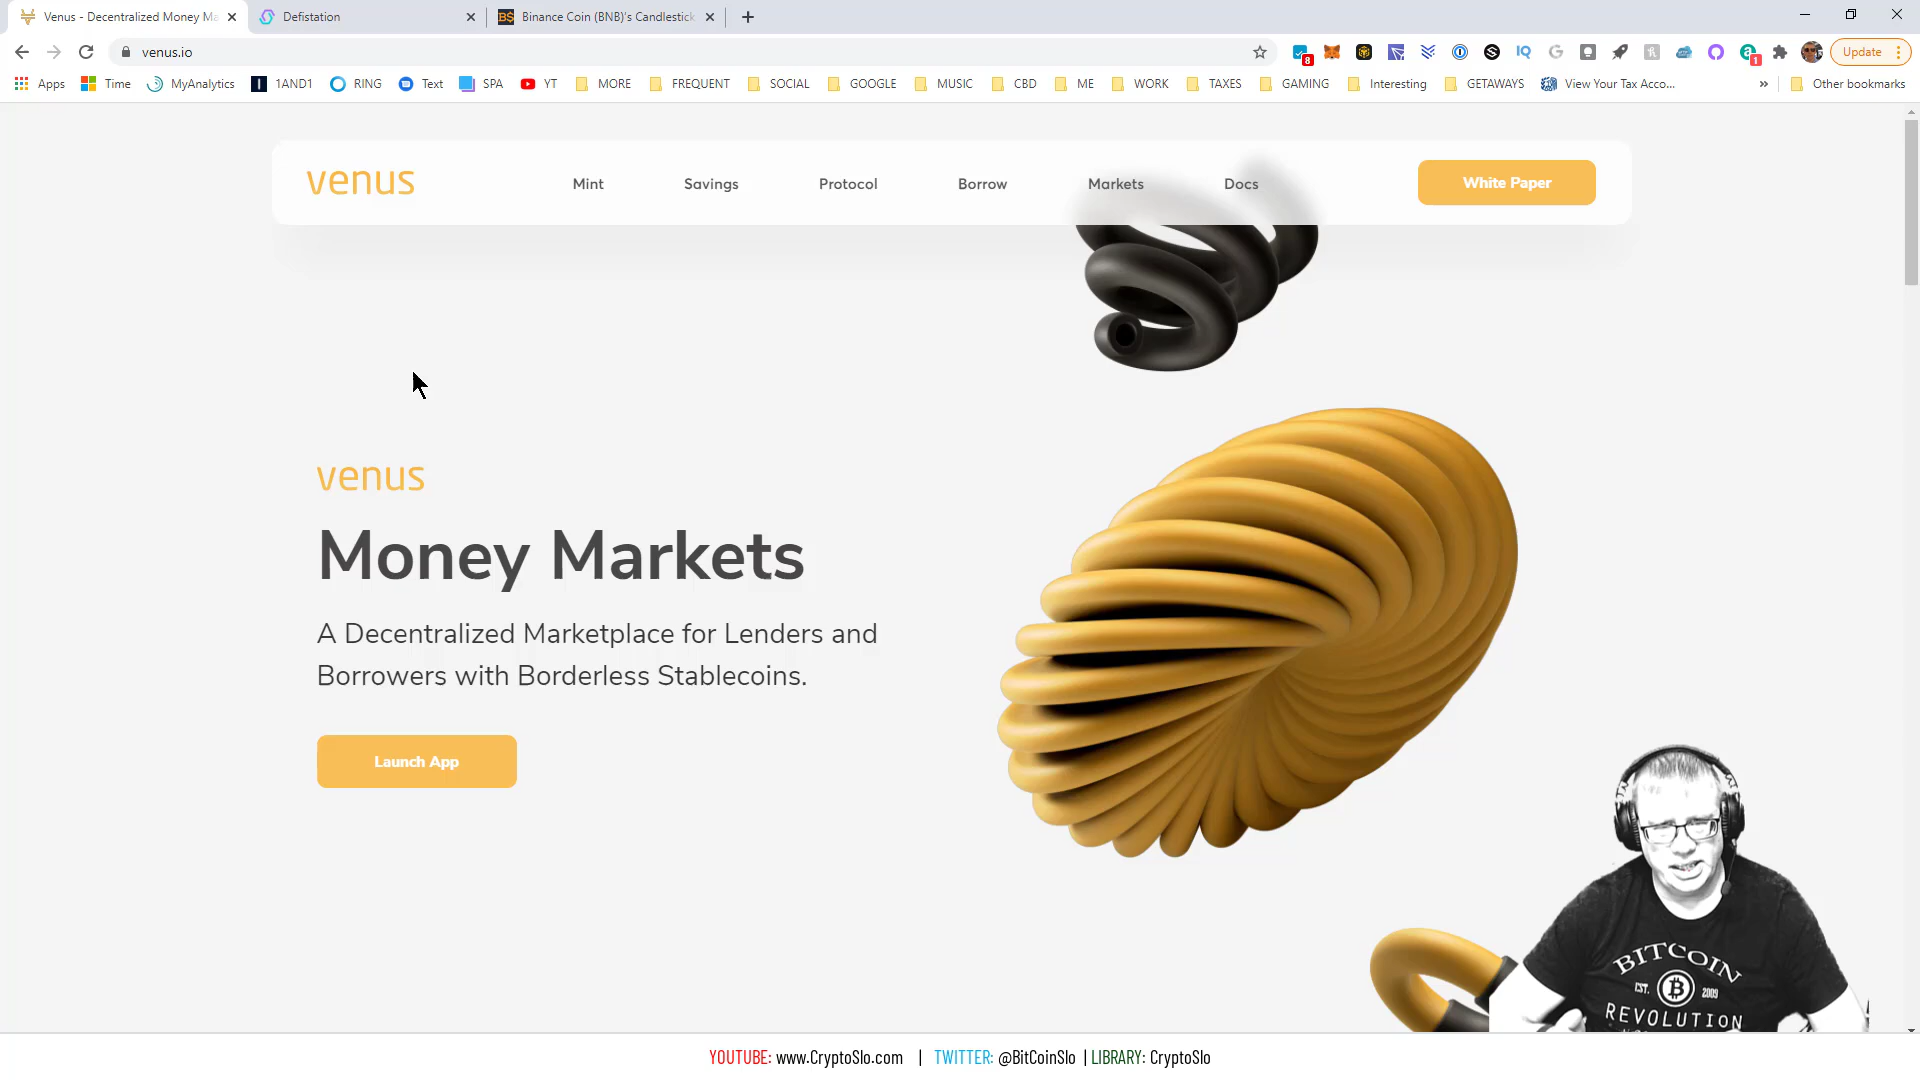 Venus - Decentralized Money Ma
Defistation
Binance Coin (BNB)'s Candlestick
venus.io
8
IQ
1
Update
Apps
Time
MyAnalytics
1AND1
RING
Text
SPA
YT
MORE
FREQUENT
SOCIAL
GOOGLE
MUSIC
CBD
ME
WORK
TAXES
GAMING
Interesting
GETAWAYS
View Your Tax Acco...
»
Other bookmarks
venus
Mint
Savings
Protocol
Borrow
Markets
Docs
White Paper
venus
Money Markets
A Decentralized Marketplace for Lenders and
Borrowers with Borderless Stablecoins.
Launch App
BITCOIN
EST. 2009
REVOLUTION
YOUTUBE: www.CryptoSlo.com | TWITTER: @BitCoinSlo | LIBRARY: CryptoSlo